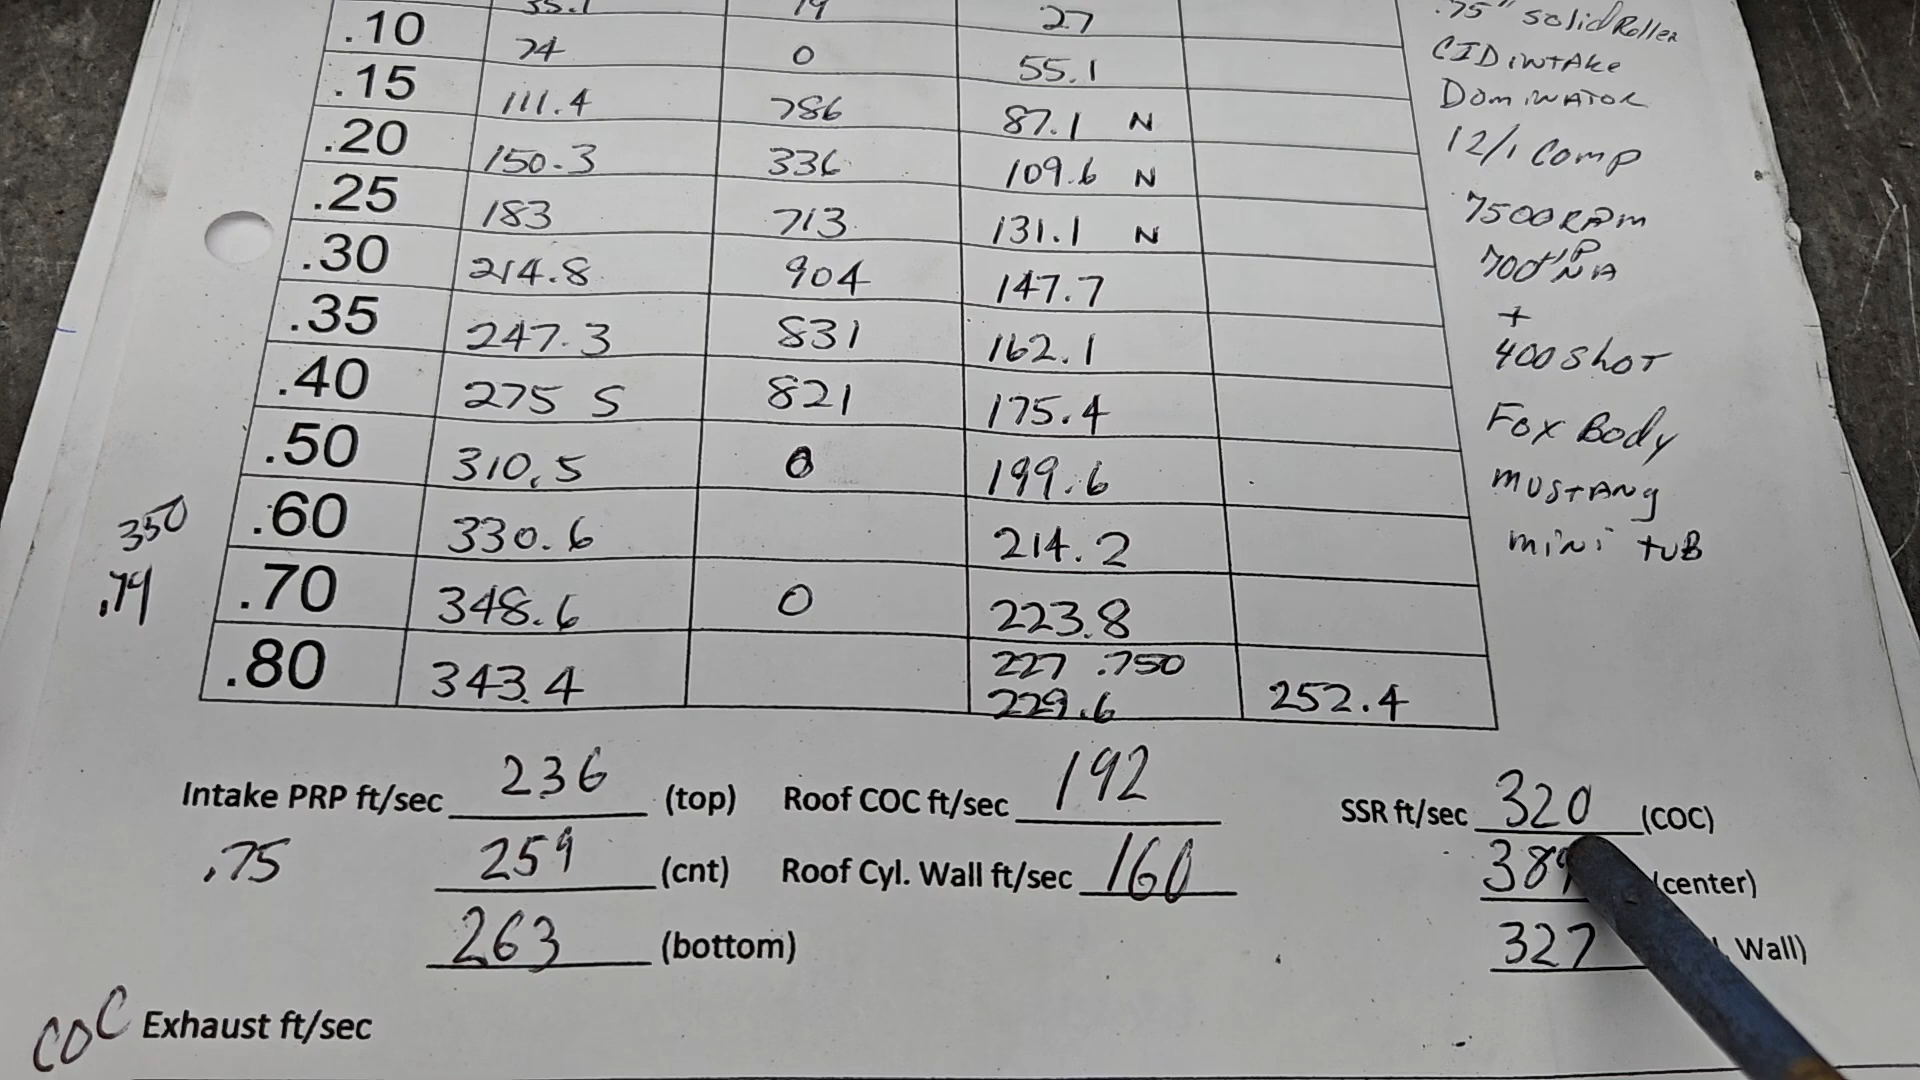 .10 35.1 19 27
.15 74 0 55.1
.20 111.4 786 87.1 N
.25 150.3 336 109.6 N
.30 183 713 131.1 N
.35 214.8 904 147.7
.40 247.3 831 162.1
.50 275 S 821 175.4
.60 310.5 0 199.6
.70 330.6 214.2
.80 348.6 0 223.8
343.4 227 .750
229.6 252.4
350
.79
.75" solid Roller
CID intake
Dominator
12/1 Comp
7500 RPM
700 HP NA
+
400 shot
Fox Body
mustang
mini tub
Intake PRP ft/sec 236 (top) Roof COC ft/sec 192 SSR ft/sec 320 (COC)
.75 259 (cnt) Roof Cyl. Wall ft/sec 160 (center)
263 (bottom) 327 Wall)
COC Exhaust ft/sec